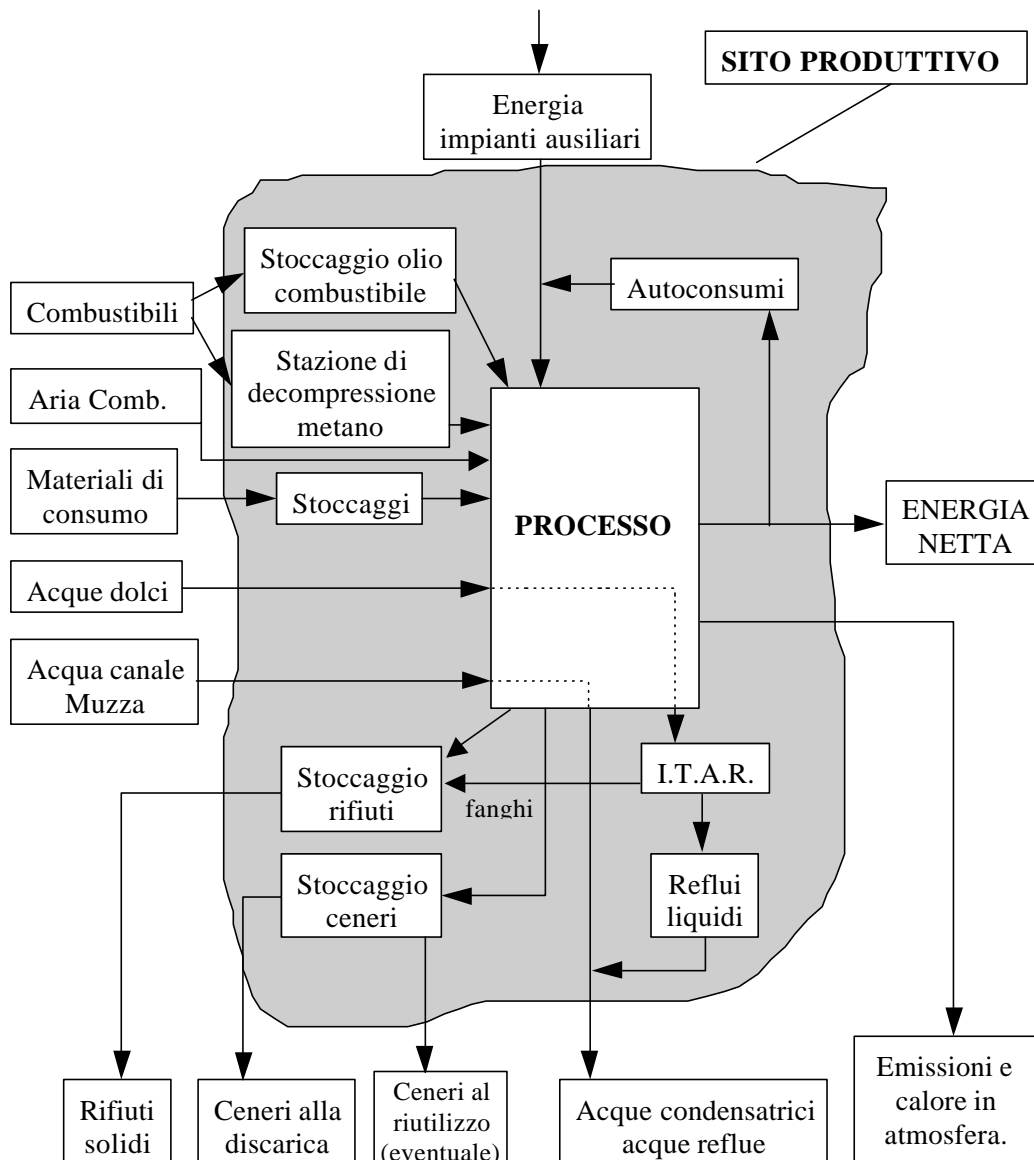 SITO PRODUTTIVO
Energia
impianti ausiliari
Stoccaggio olio
combustibile
Autoconsumi
Combustibili
Stazione di
decompressione
metano
Aria Comb.
Materiali di
consumo
Stoccaggi
PROCESSO
ENERGIA
NETTA
Acque dolci
Acqua canale
Muzza
I.T.A.R.
Stoccaggio
rifiuti
fanghi
Stoccaggio
ceneri
Reflui
liquidi
Rifiuti
solidi
Ceneri alla
discarica
Ceneri al
riutilizzo
(eventuale)
Acque condensatrici
acque reflue
Emissioni e
calore in
atmosfera.